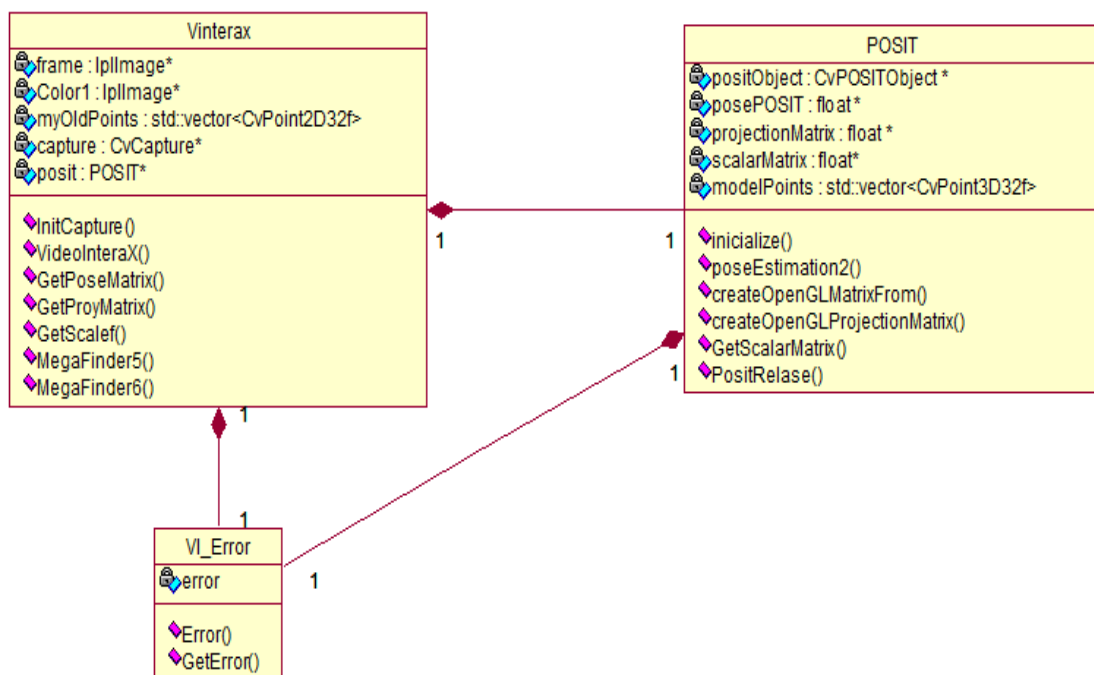 Vinterax
frame : IplImage*
Color1 : IplImage*
myOldPoints : std::vector<CvPoint2D32f>
capture : CvCapture*
posit : POSIT*
InitCapture()
VideoInteraX()
GetPoseMatrix()
GetProyMatrix()
GetScalef()
MegaFinder5()
MegaFinder6()
POSIT
positObject : CvPOSITObject *
posePOSIT : float*
projectionMatrix : float *
scalarMatrix : float*
modelPoints : std::vector<CvPoint3D32f>
inicialize()
poseEstimation2()
createOpenGLMatrixFrom()
createOpenGLProjectionMatrix()
GetScalarMatrix()
PositRelase()
1
1
1
1
1
1
VI_Error
error
Error()
GetError()